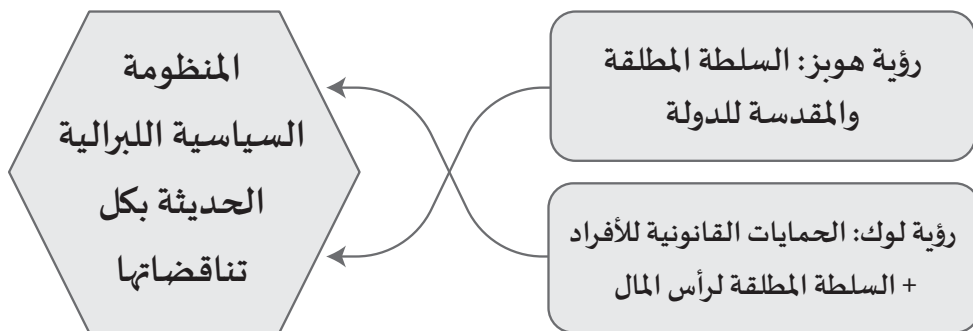 رؤية هوبز: السلطة المطلقة
والمقدسة للدولة
رؤية لوك: الحمايات القانونية للأفراد
+ السلطة المطلقة لرأس المال
المنظومة
السياسية اللبرالية
الحديثة بكل
تناقضاتها